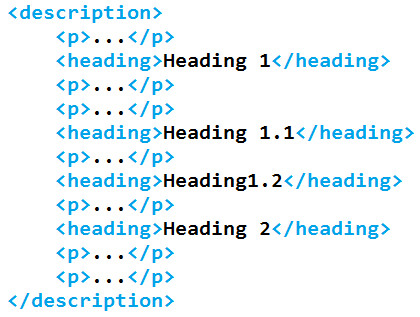 <description>
<p>...</p>
<heading>Heading 1</heading>
<p>...</p>
<p>...</p>
<heading>Heading 1.1</heading>
<p>...</p>
<heading>Heading1.2</heading>
<p>...</p>
<heading>Heading 2</heading>
<p>...</p>
<p>...</p>
</description>